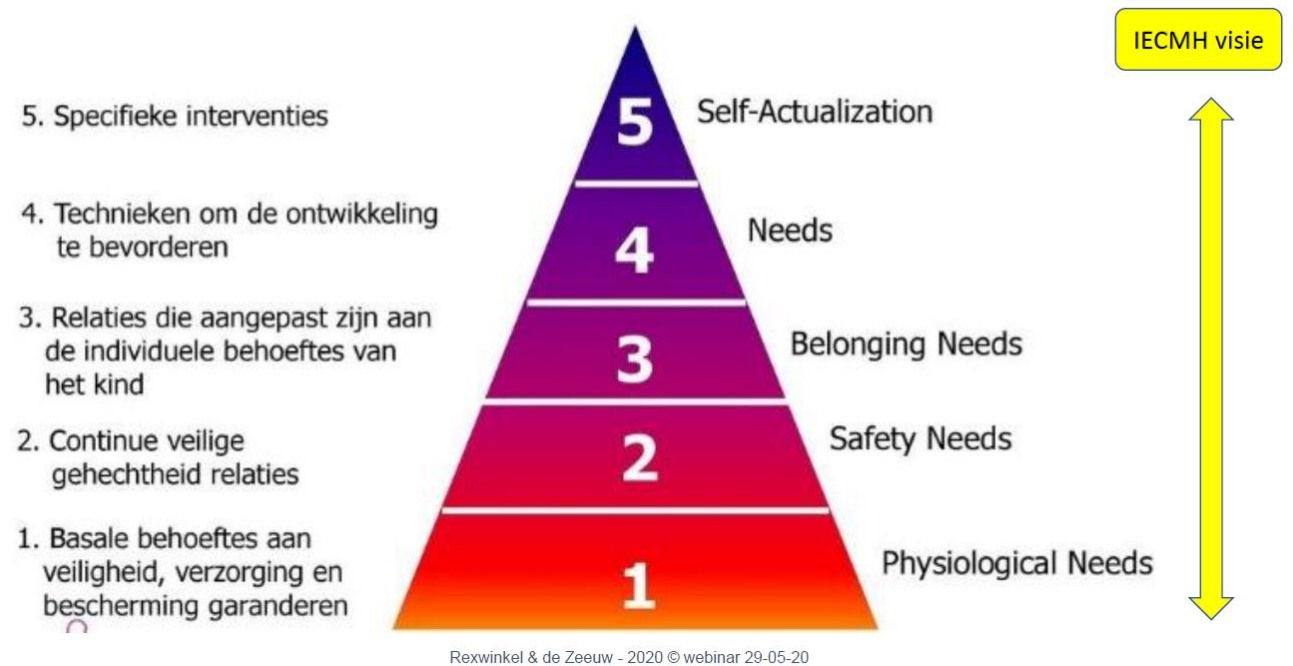 IECMH visie
5. Specifieke interventies
5
Self-Actualization
4. Technieken om de ontwikkeling
te bevorderen
4
Needs
3. Relaties die aangepast zijn aan
de individuele behoeftes van
het kind
3
Belonging Needs
2. Continue veilige
gehechtheid relaties
2
Safety Needs
1. Basale behoeftes aan
veiligheid, verzorging en
bescherming garanderen
1
Physiological Needs
Rexwinkel & de Zeeuw - 2020 © webinar 29-05-20